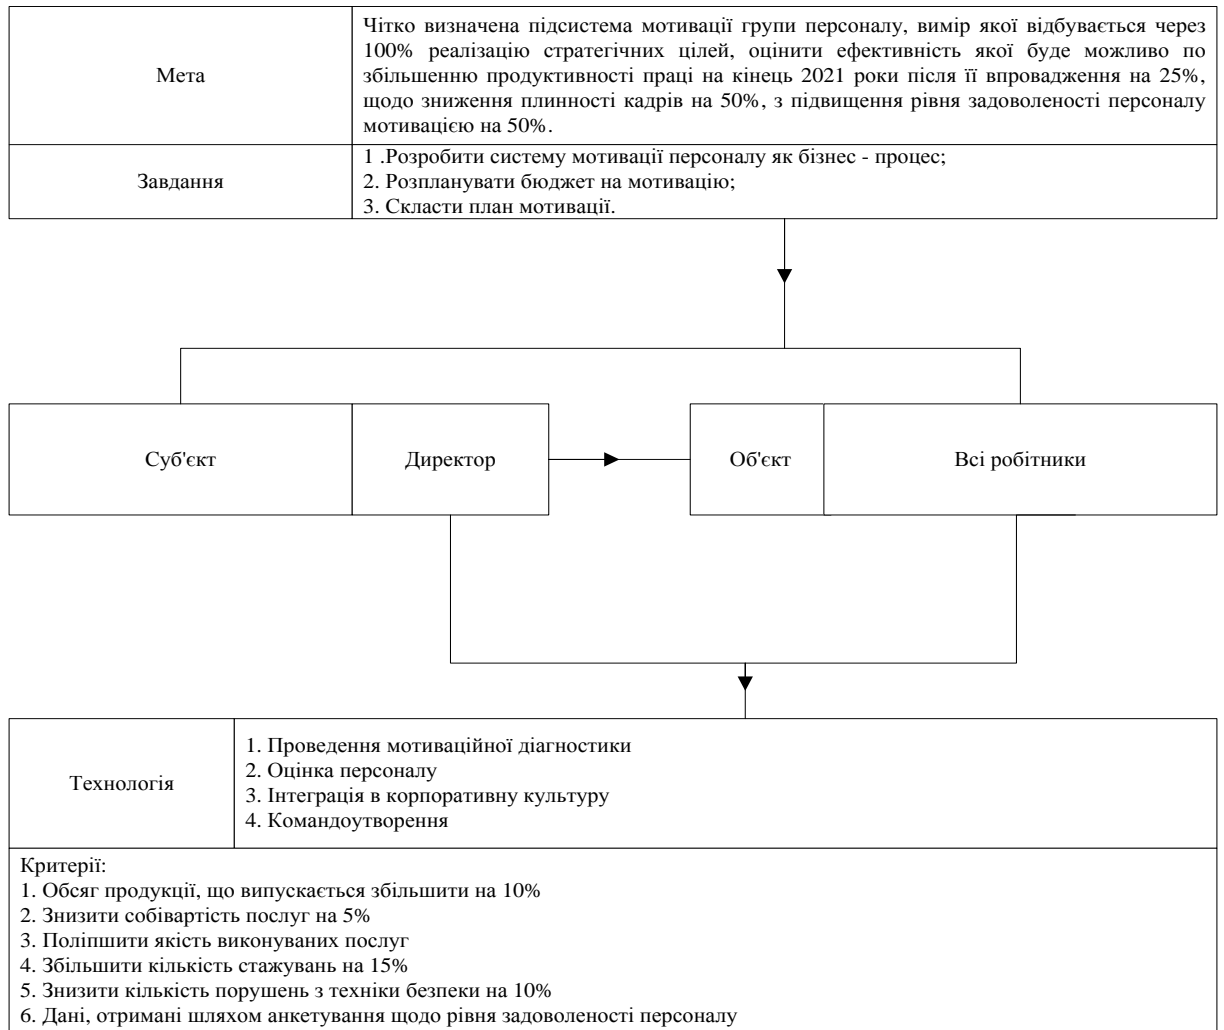 Мета
Чітко визначена підсистема мотивації групи персоналу, вимір якої відбувається через
100% реалізацію стратегічних цілей, оцінити ефективність якої буде можливо по
збільшенню продуктивності праці на кінець 2021 роки після її впровадження на 25%,
щодо зниження плинності кадрів на 50%, з підвищення рівня задоволеності персоналу
мотивацією на 50%.
Завдання
1 .Розробити систему мотивації персоналу як бізнес - процес;
2. Розпланувати бюджет на мотивацію;
3. Скласти план мотивації.
Суб'єкт
Директор
Об'єкт
Всі робітники
Технологія
1. Проведення мотиваційної діагностики
2. Оцінка персоналу
3. Інтеграція в корпоративну культуру
4. Командоутворення
Критерії:
1. Обсяг продукції, що випускається збільшити на 10%
2. Знизити собівартість послуг на 5%
3. Поліпшити якість виконуваних послуг
4. Збільшити кількість стажувань на 15%
5. Знизити кількість порушень з техніки безпеки на 10%
6. Дані, отримані шляхом анкетування щодо рівня задоволеності персоналу